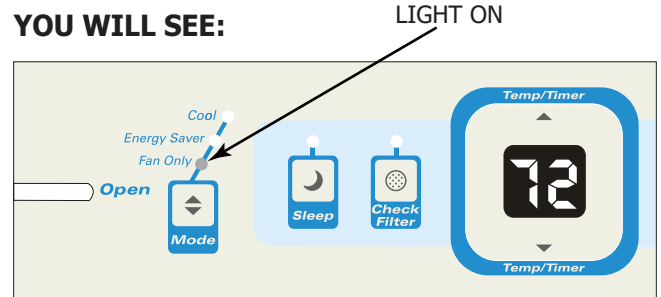 YOU WILL SEE:
LIGHT ON
Cool
Energy Saver
Fan Only
Open
Mode
Sleep
Check
Filter
Temp/Timer
72
Temp/Timer